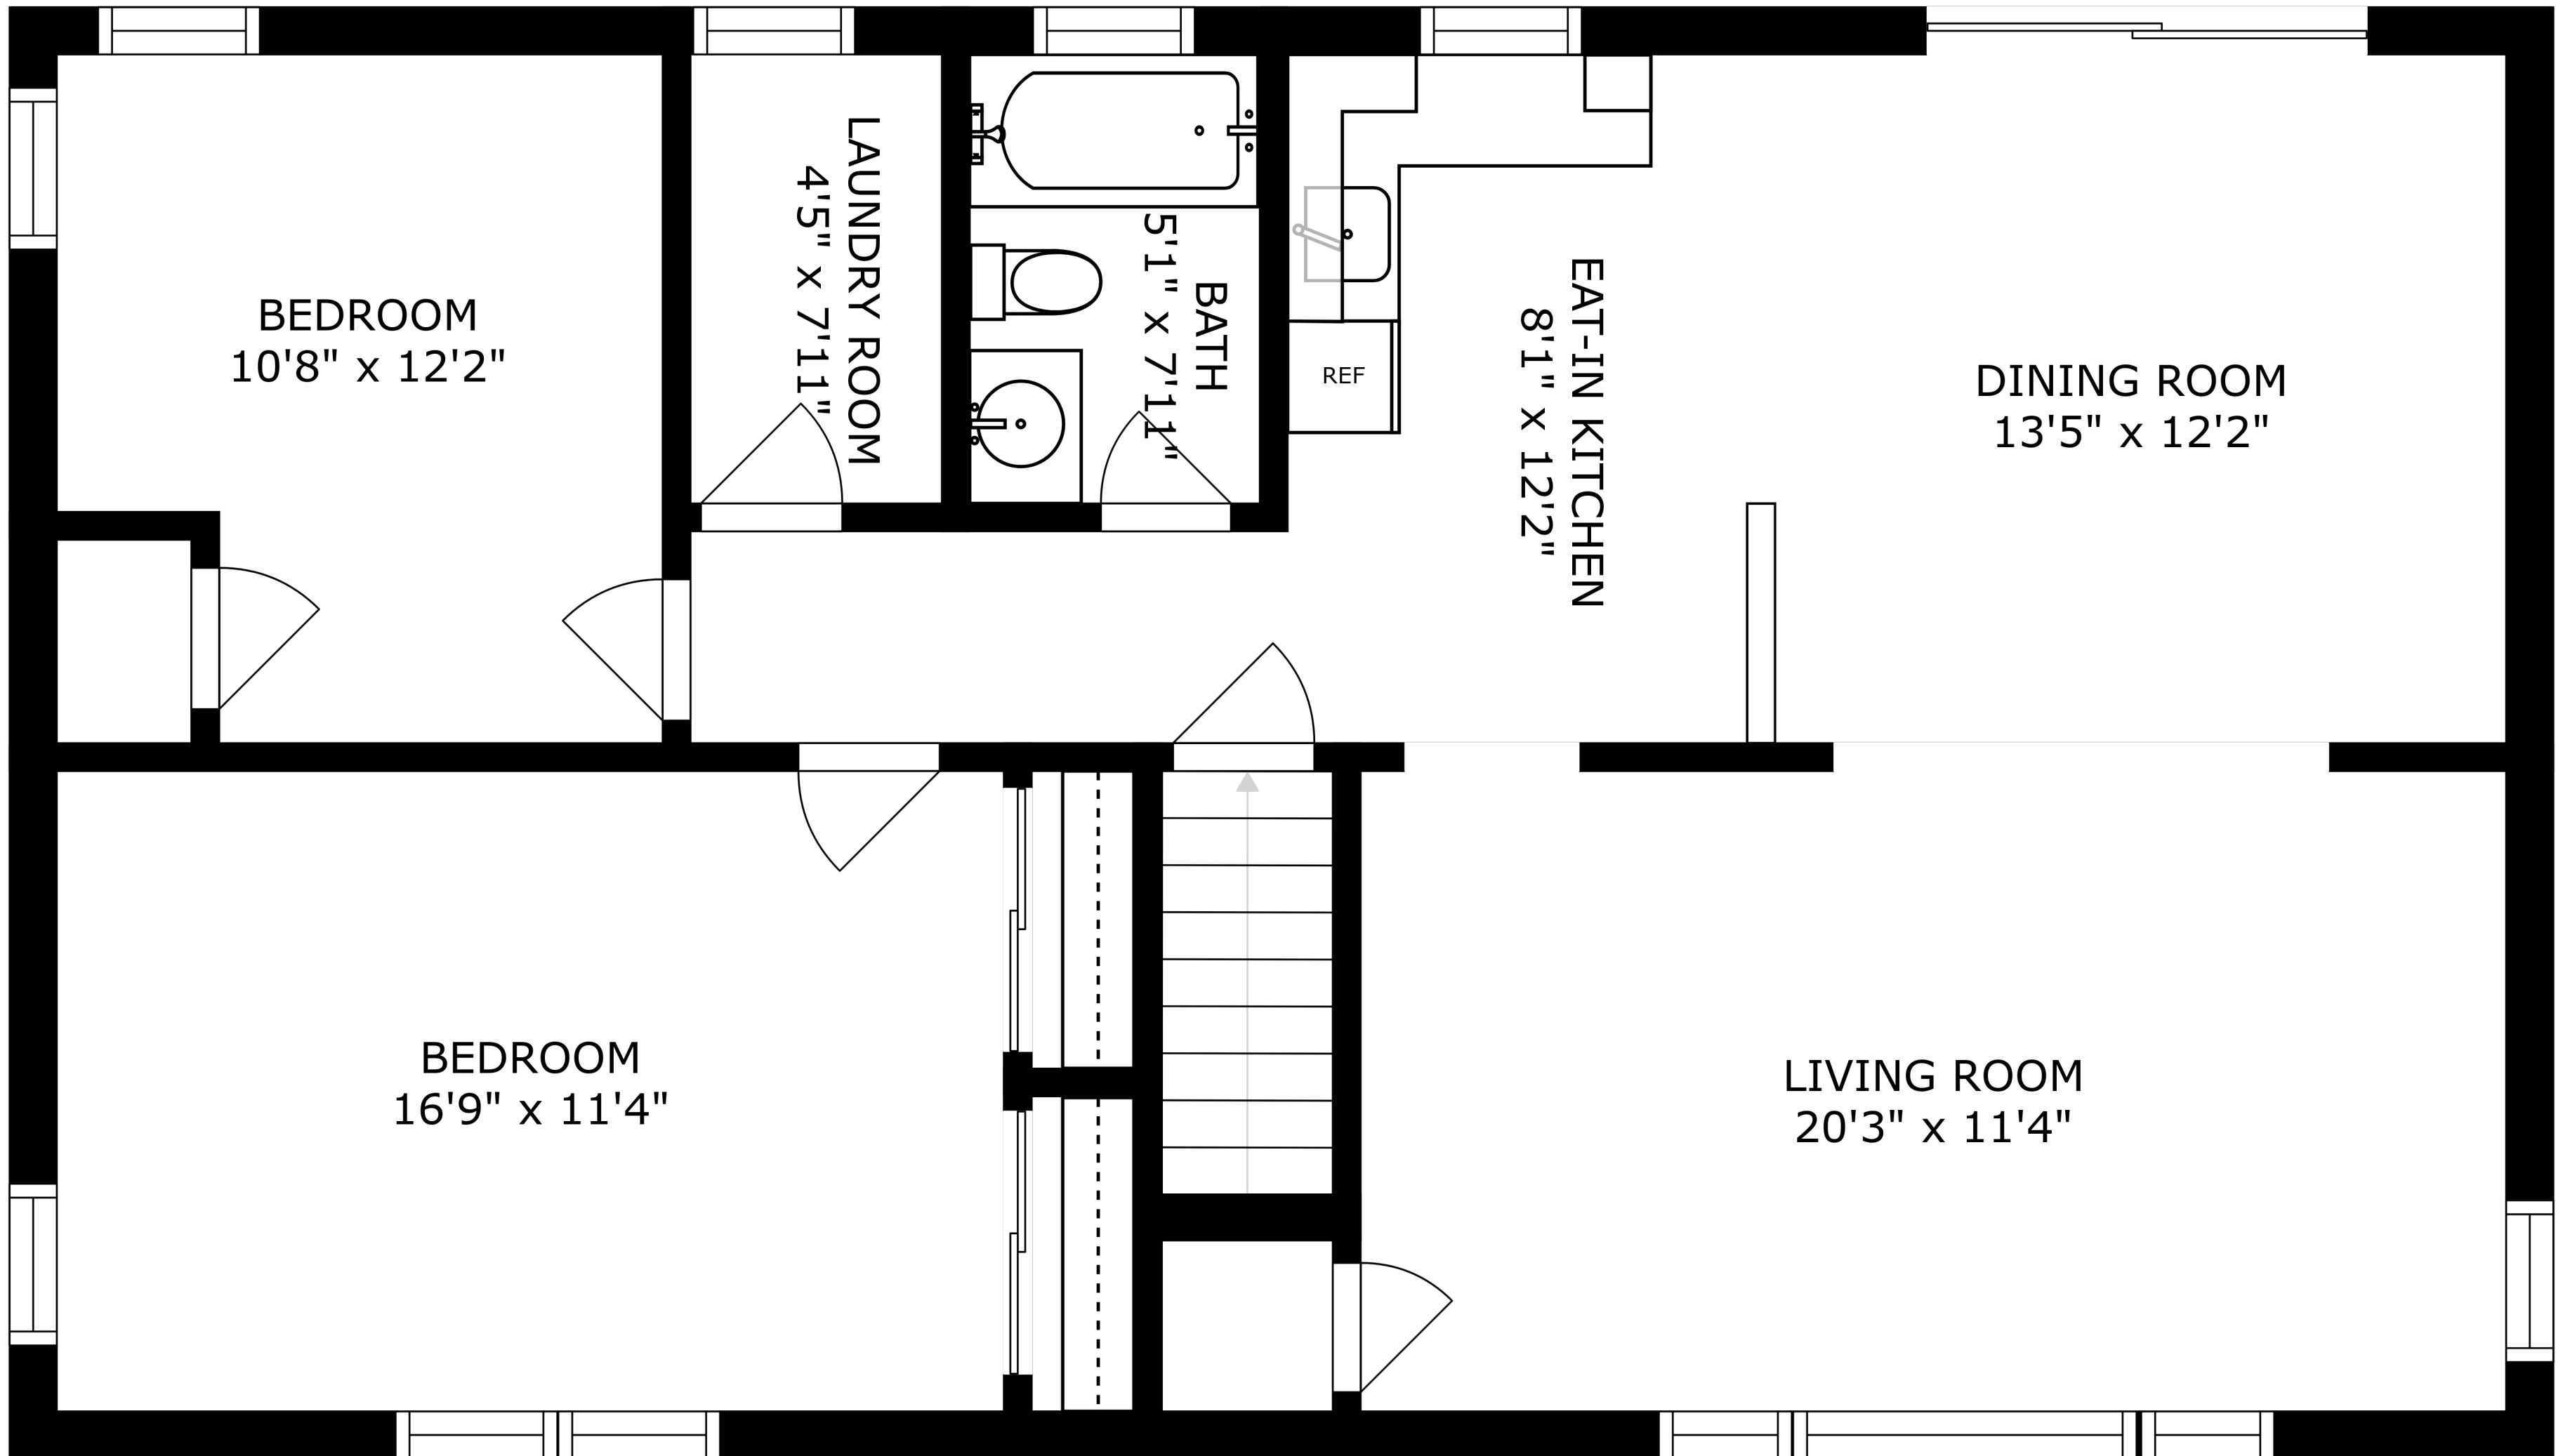 BEDROOM
10'8" x 12'2"
LAUNDRY ROOM
4'5" x 7'11"
BATH
5'1" x 7'11"
REF
EAT-IN KITCHEN
8'1" x 12'2"
DINING ROOM
13'5" x 12'2"
BEDROOM
16'9" x 11'4"
LIVING ROOM
20'3" x 11'4"